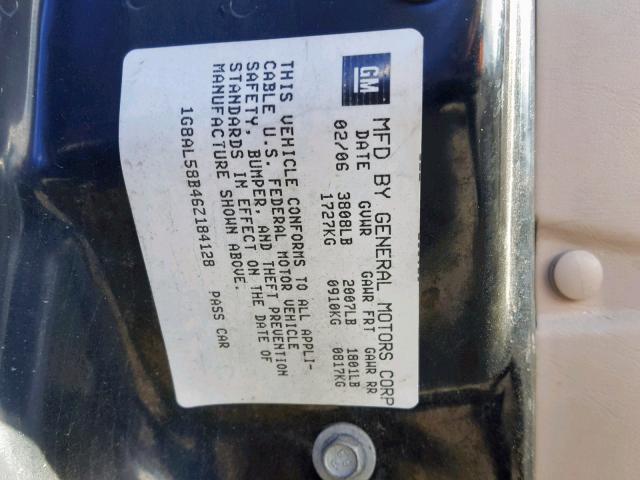 GM
MFD BY GENERAL MOTORS CORP
DATE GVWR GAWR FRT GAWR RR
02/06 3808LB 2007LB 1801LB
1727KG 0910KG 0817KG
THIS VEHICLE CONFORMS TO ALL APPLI-
CABLE U.S. FEDERAL MOTOR VEHICLE
SAFETY, BUMPER, AND THEFT PREVENTION
STANDARDS IN EFFECT ON THE DATE OF
MANUFACTURE SHOWN ABOVE.
1G8AL58B46Z184128 PASS CAR